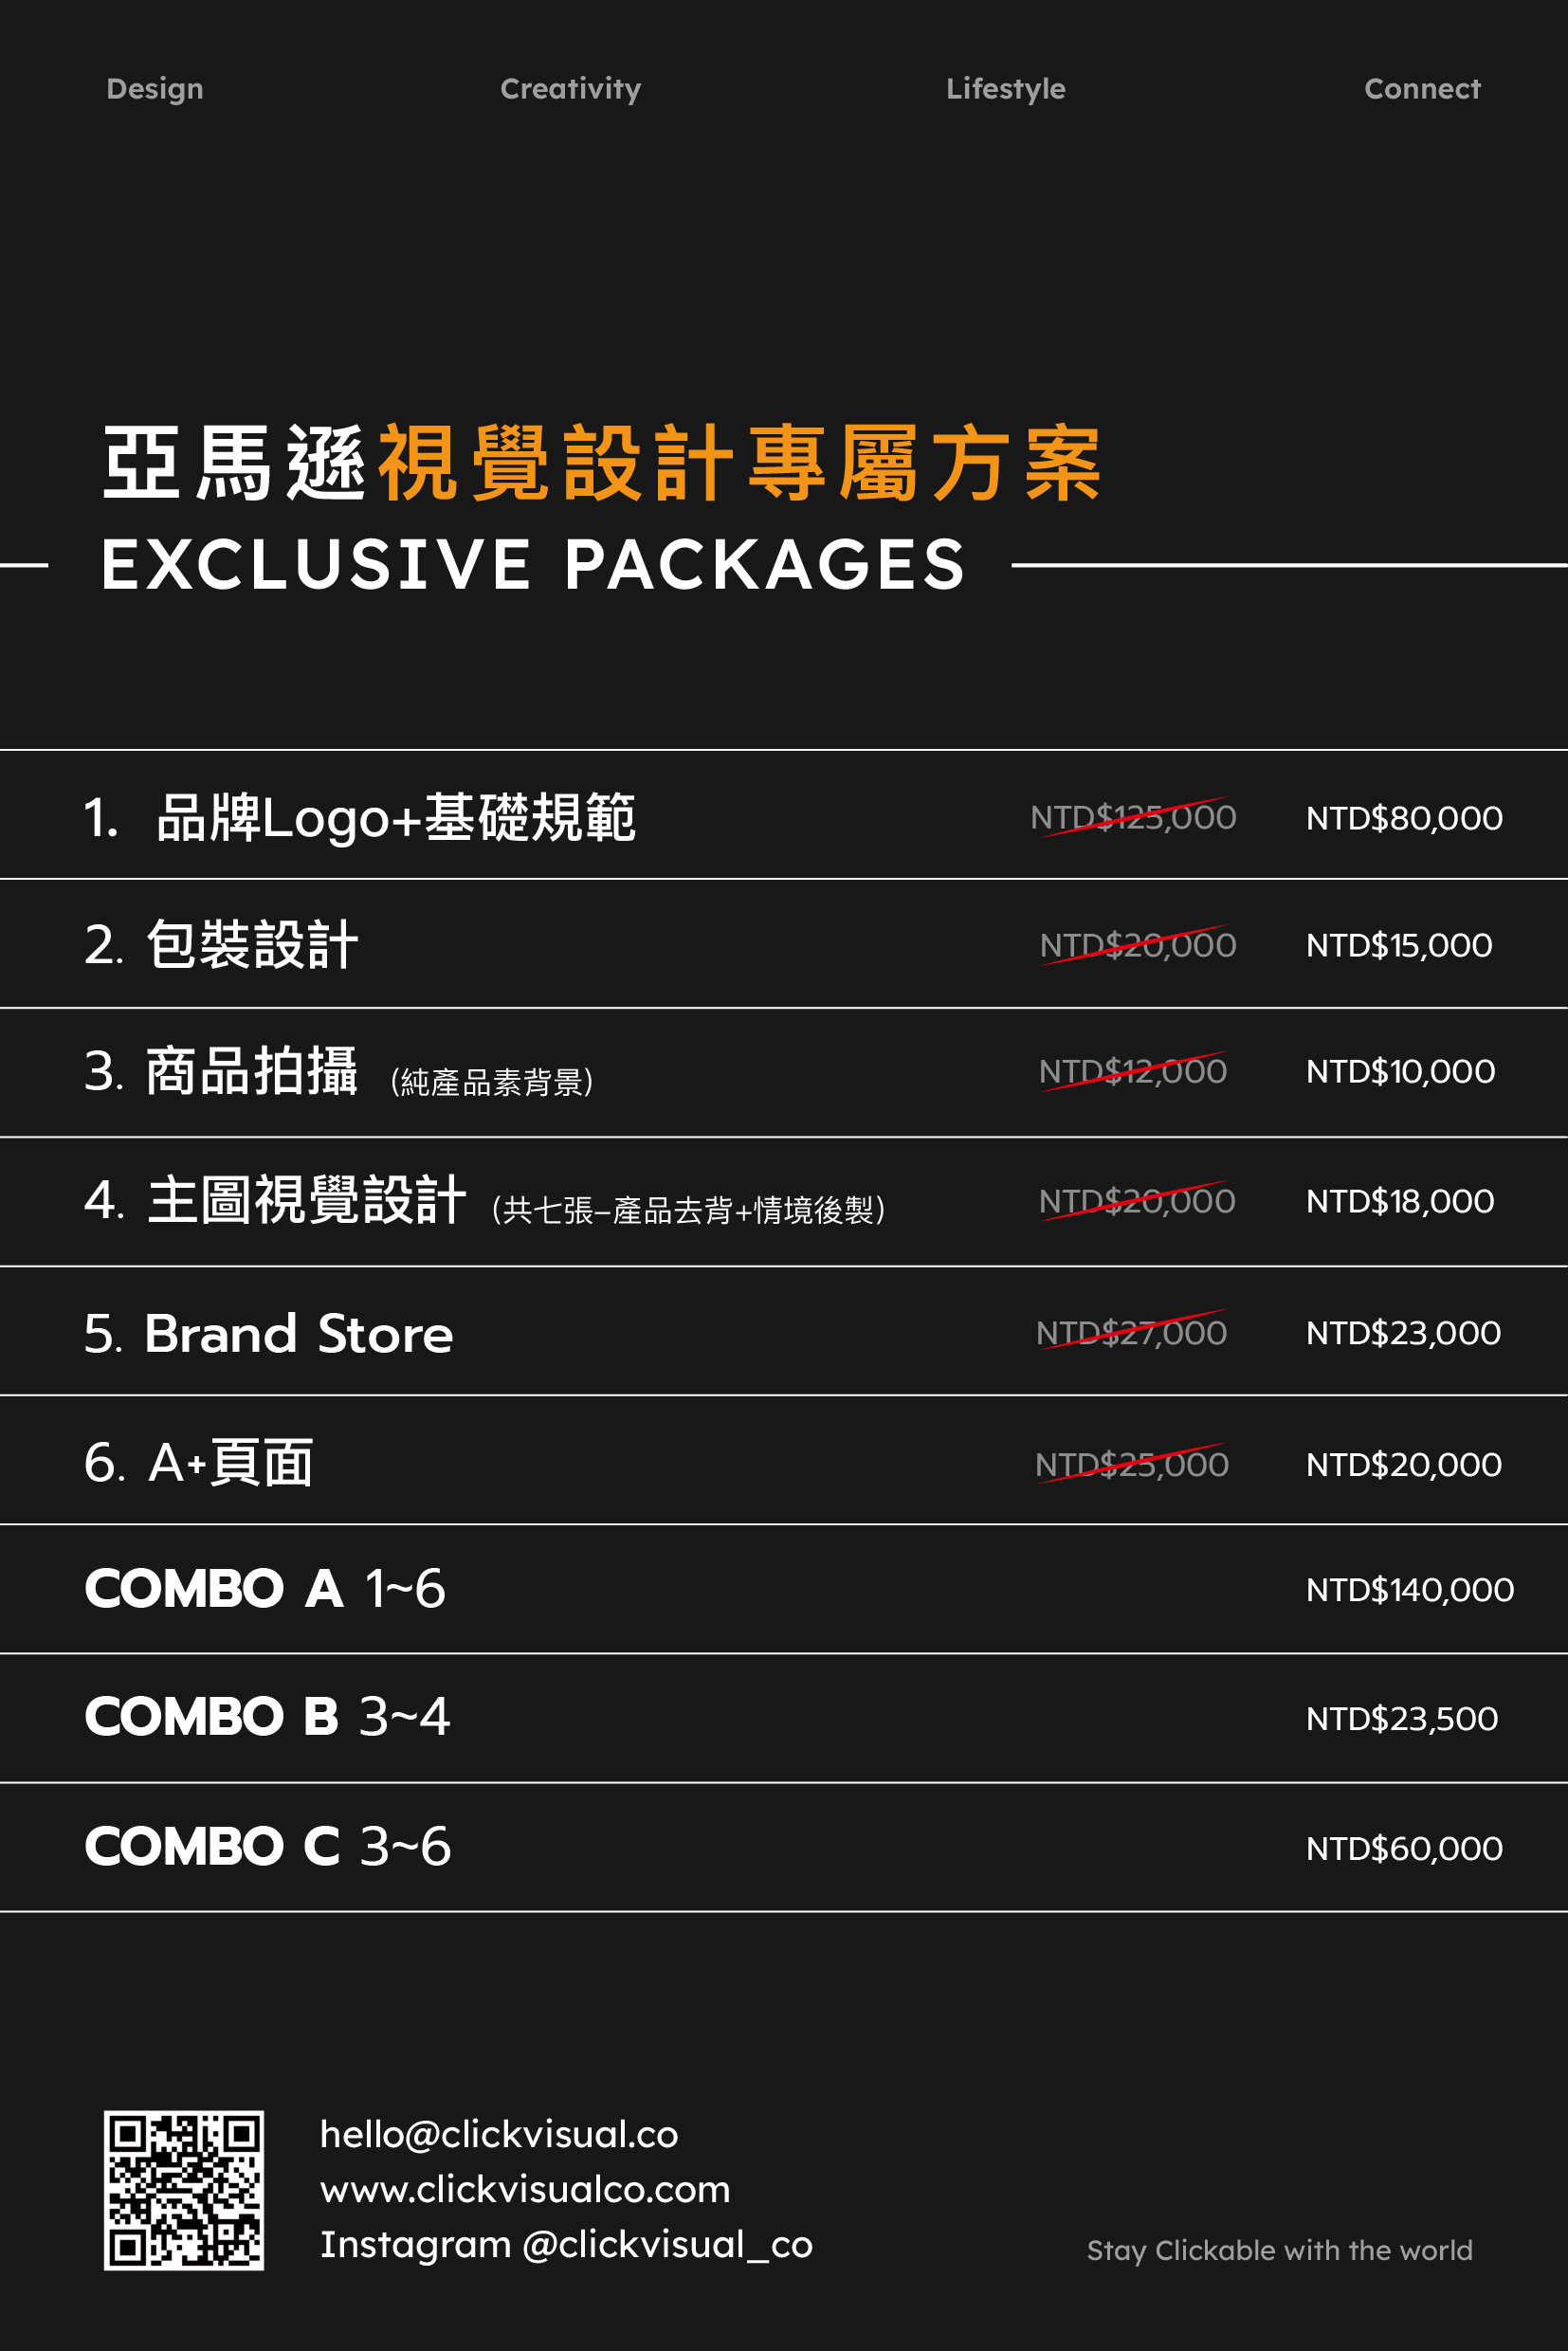 Design Creativity Lifestyle Connect
亞馬遜視覺設計專屬方案
EXCLUSIVE PACKAGES
1. 品牌Logo+基礎規範 NTD$125,000 NTD$80,000
2. 包裝設計 NTD$20,000 NTD$15,000
3. 商品拍攝 (純產品素背景) NTD$12,000 NTD$10,000
4. 主圖視覺設計 (共七張–產品去背+情境後製) NTD$20,000 NTD$18,000
5. Brand Store NTD$27,000 NTD$23,000
6. A+頁面 NTD$25,000 NTD$20,000
COMBO A 1~6 NTD$140,000
COMBO B 3~4 NTD$23,500
COMBO C 3~6 NTD$60,000
hello@clickvisual.co
www.clickvisualco.com
Instagram @clickvisual_co
Stay Clickable with the world